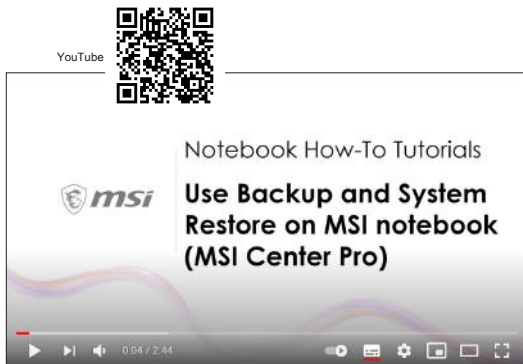 YouTube
Notebook How-To Tutorials
msi
Use Backup and System
Restore on MSI notebook
(MSI Center Pro)
0:04 / 2:44